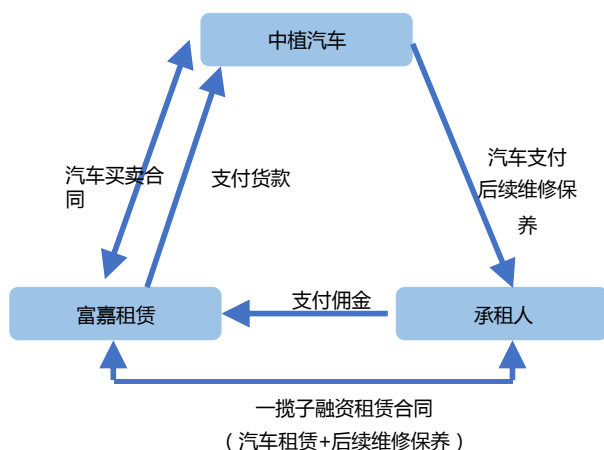 中植汽车
汽车买卖合
同
支付货款
汽车支付
后续维修保
养
富嘉租赁
支付佣金
承租人
一揽子融资租赁合同
（汽车租赁+后续维修保养）